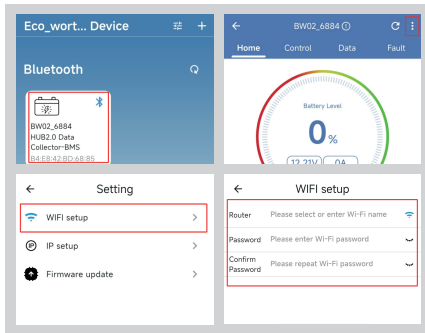 Eco_wort... Device
Bluetooth
BW02_6884
HUB2.0 Data
Collector-BMS
B4:E8:42:BD:68:85
BW02_6884
Home Control Data Fault
Battery Level
0%
12.21V 0A
Setting
WIFI setup
IP setup
Firmware update
WIFI setup
Router Please select or enter Wi-Fi name
Password Please enter Wi-Fi password
Confirm
Password Please repeat Wi-Fi password